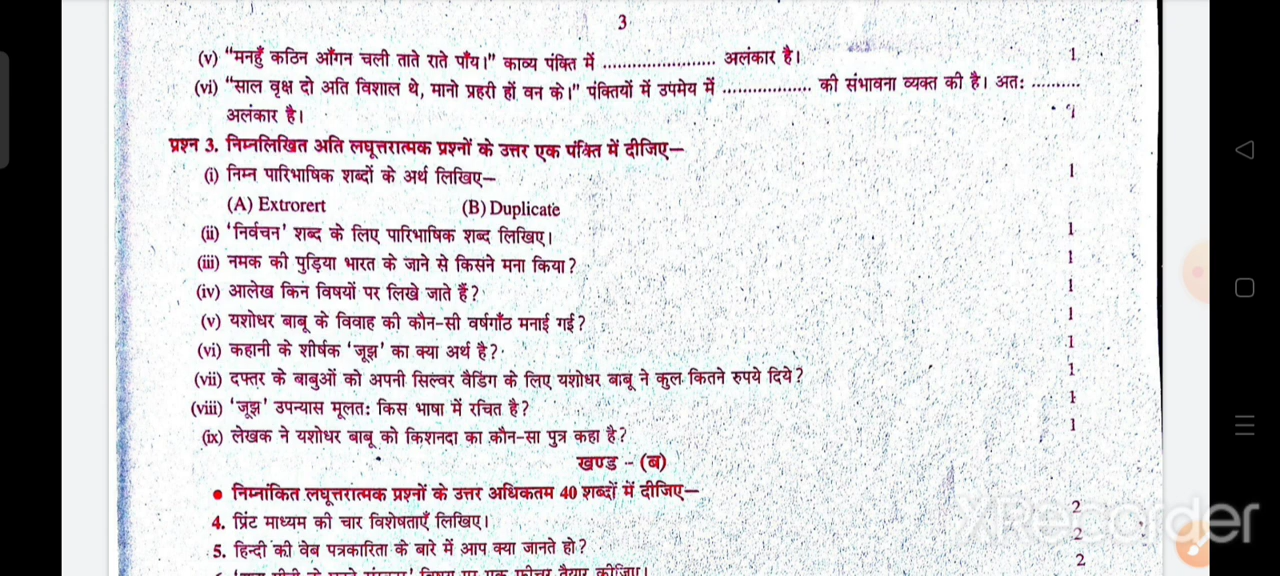 3
(v) “मनहुँ कठिन आँगन चली ताते राते पाँय।” काव्य पंक्ति में ...................... अलंकार है। 1
(vi) “साल वृक्ष दो अति विशाल थे, मानो प्रहरी हों वन के।” पंक्तियों में उपमेय में ................. की संभावना व्यक्त की है। अतः ..........
अलंकार है। 1
प्रश्न 3. निम्नलिखित अति लघूत्तरात्मक प्रश्नों के उत्तर एक पंक्ति में दीजिए—
(i) निम्न पारिभाषिक शब्दों के अर्थ लिखिए— 1
(A) Extrorert (B) Duplicate
(ii) ‘निर्वचन’ शब्द के लिए पारिभाषिक शब्द लिखिए। 1
(iii) नमक की पुड़िया भारत के जाने से किसने मना किया? 1
(iv) आलेख किन विषयों पर लिखे जाते हैं? 1
(v) यशोधर बाबू के विवाह की कौन-सी वर्षगाँठ मनाई गई? 1
(vi) कहानी के शीर्षक ‘जूझ’ का क्या अर्थ है? 1
(vii) दफ्तर के बाबुओं को अपनी सिल्वर वैडिंग के लिए यशोधर बाबू ने कुल कितने रुपये दिये? 1
(viii) ‘जूझ’ उपन्यास मूलतः किस भाषा में रचित है? 1
(ix) लेखक ने यशोधर बाबू को किशनदा का कौन-सा पुत्र कहा है? 1
खण्ड - (ब)
• निम्नांकित लघूत्तरात्मक प्रश्नों के उत्तर अधिकतम 40 शब्दों में दीजिए—
4. प्रिंट माध्यम की चार विशेषताएँ लिखिए। 2
5. हिन्दी की वेब पत्रकारिता के बारे में आप क्या जानते हो? 2
विषय पर एक फीचर तैयार कीजिए। 2
XRecorder